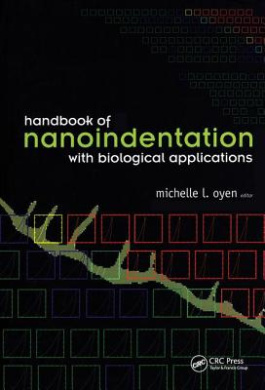 handbook of
nanoindentation
with biological applications
michelle l. oyen editor
CRC Press
Taylor & Francis Group